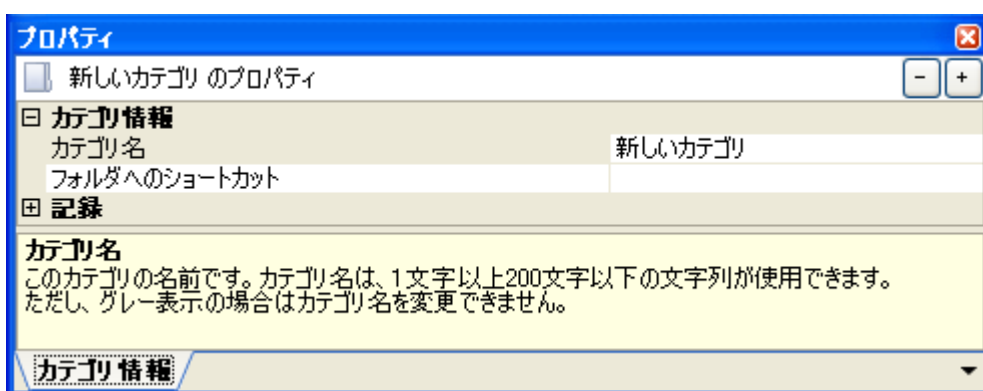 プロパティ
新しいカテゴリ のプロパティ
- +
カテゴリ情報
カテゴリ名 新しいカテゴリ
フォルダへのショートカット
記録
カテゴリ名
このカテゴリの名前です。カテゴリ名は、1文字以上200文字以下の文字列が使用できます。
ただし、グレー表示の場合はカテゴリ名を変更できません。
カテゴリ情報